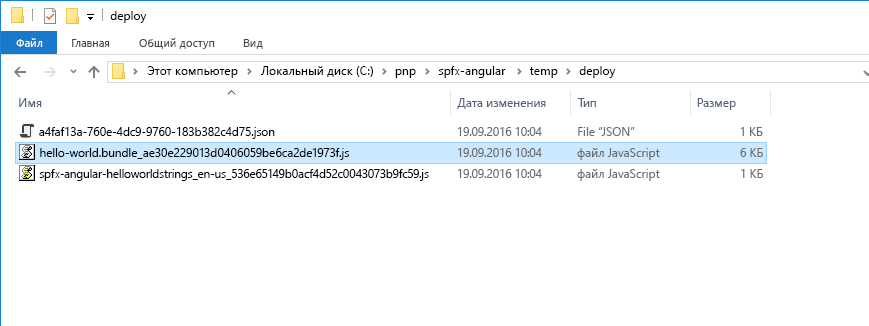 deploy
Файл Главная Общий доступ Вид
Этот компьютер Локальный диск (C:) pnp spfx-angular temp deploy
Имя Дата изменения Тип Размер
a4faf13a-760e-4dc9-9760-183b382c4d75.json 19.09.2016 10:04 File "JSON" 1 КБ
hello-world.bundle_ae30e229013d0406059be6ca2de1973f.js 19.09.2016 10:04 файл JavaScript 6 КБ
spfx-angular-helloworldstrings_en-us_536e65149b0acf4d52c0043073b9fc59.js 19.09.2016 10:04 файл JavaScript 1 КБ